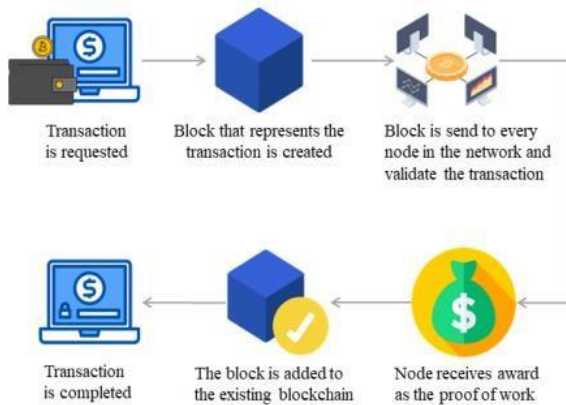 Transaction
is requested
Block that represents the
transaction is created
Block is send to every
node in the network and
validate the transaction
Transaction
is completed
The block is added to
the existing blockchain
Node receives award
as the proof of work